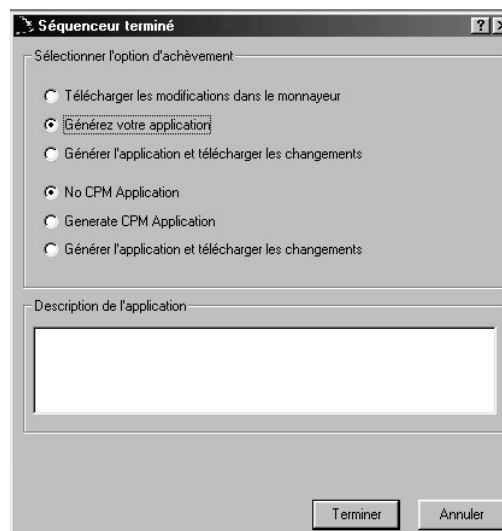 Séquenceur terminé
Sélectionner l'option d'achèvement
Télécharger les modifications dans le monnayeur
Générez votre application
Générer l'application et télécharger les changements
No CPM Application
Generate CPM Application
Générer l'application et télécharger les changements
Description de l'application
Terminer Annuler